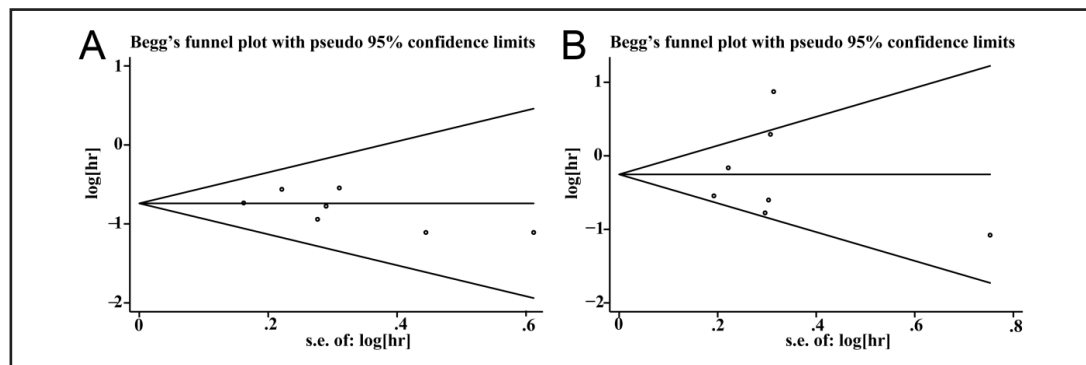 A
Begg's funnel plot with pseudo 95% confidence limits
1
0
−1
−2
log[hr]
0
.2
.4
.6
s.e. of: log[hr]
B
Begg's funnel plot with pseudo 95% confidence limits
1
0
−1
−2
log[hr]
0
.2
.4
.6
.8
s.e. of: log[hr]